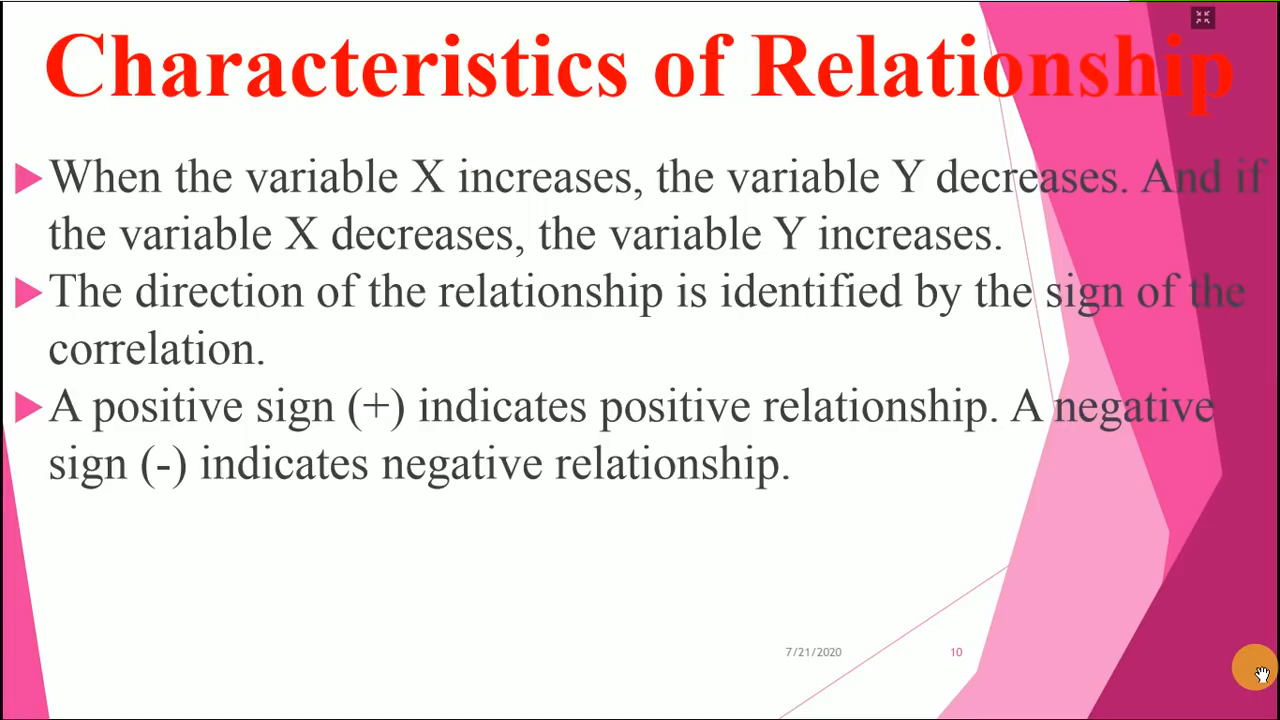 Characteristics of Relationship
When the variable X increases, the variable Y decreases. And if
the variable X decreases, the variable Y increases.
The direction of the relationship is identified by the sign of the
correlation.
A positive sign (+) indicates positive relationship. A negative
sign (-) indicates negative relationship.
7/21/2020 10